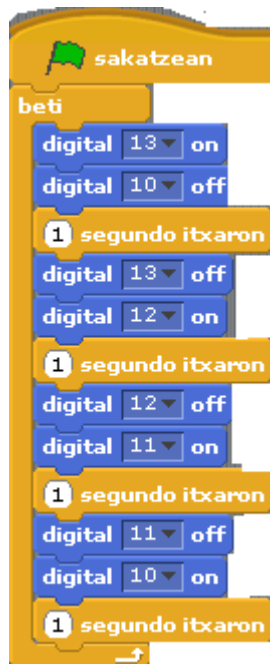 sakatzean
beti
digital 13 on
digital 10 off
1 segundo itxaron
digital 13 off
digital 12 on
1 segundo itxaron
digital 12 off
digital 11 on
1 segundo itxaron
digital 11 off
digital 10 on
1 segundo itxaron